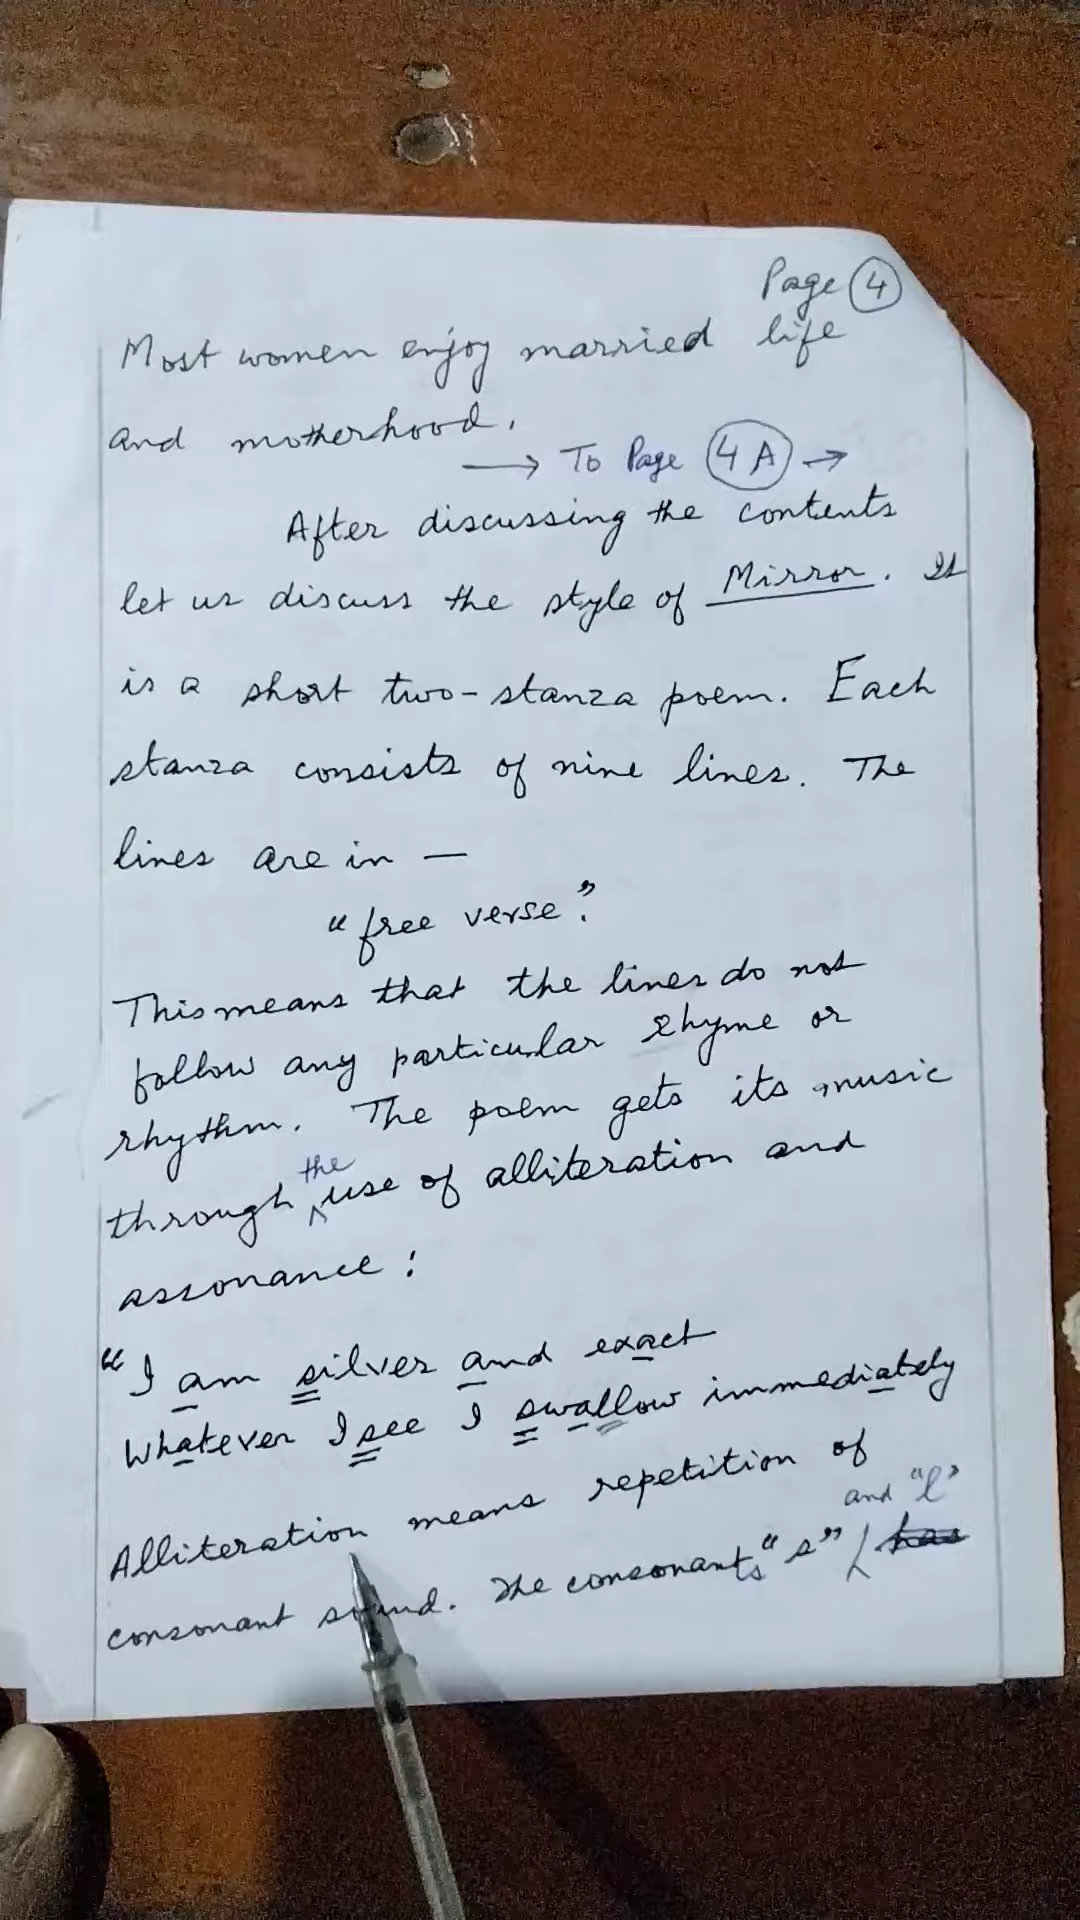 Page 4
Most women enjoy married life
and motherhood.
→ To Page 4A →
After discussing the contents
let us discuss the style of Mirror. It
is a short two-stanza poem. Each
stanza consists of nine lines. The
lines are in —
"free verse".
This means that the lines do not
follow any particular rhyme or
rhythm. The poem gets its music
through the use of alliteration and
assonance:
"I am silver and exact
Whatever I see I swallow immediately
Alliteration means repetition of
consonant sound. The consonants "s" and "l" has